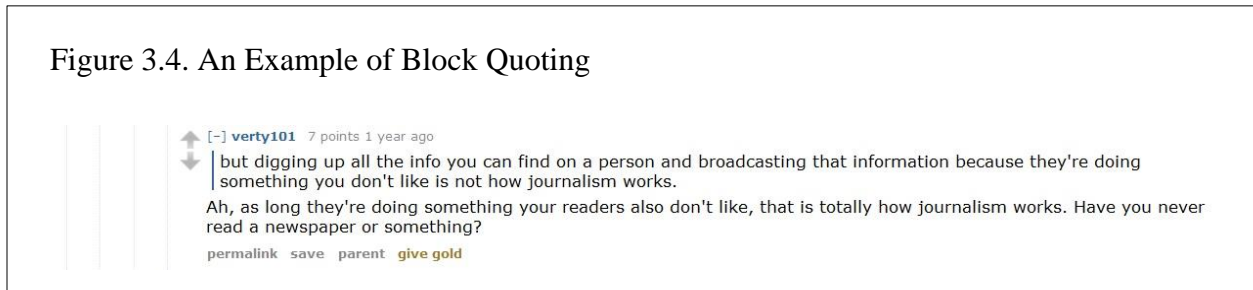 Figure 3.4. An Example of Block Quoting
[-] verty101 7 points 1 year ago
but digging up all the info you can find on a person and broadcasting that information because they're doing
something you don't like is not how journalism works.
Ah, as long they're doing something your readers also don't like, that is totally how journalism works. Have you never
read a newspaper or something?
permalink save parent give gold